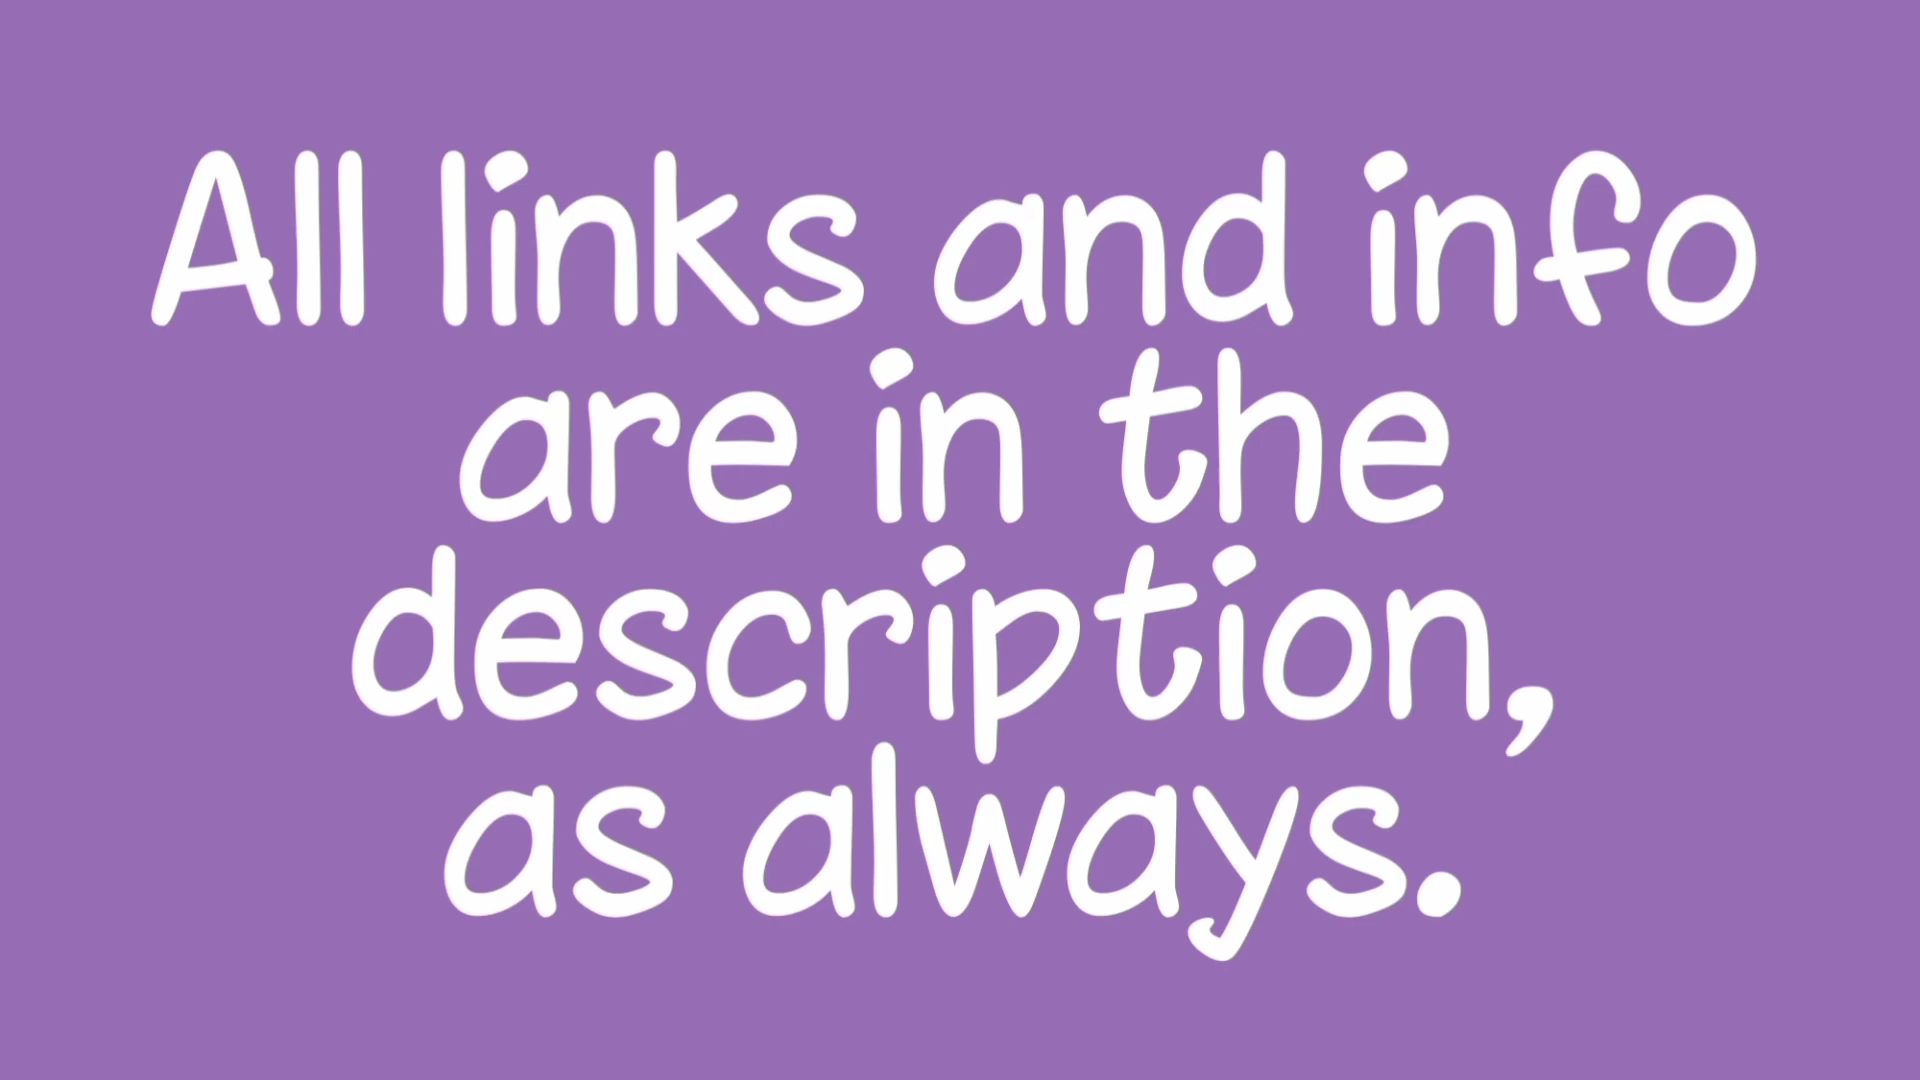 All links and info
are in the
description,
as always.